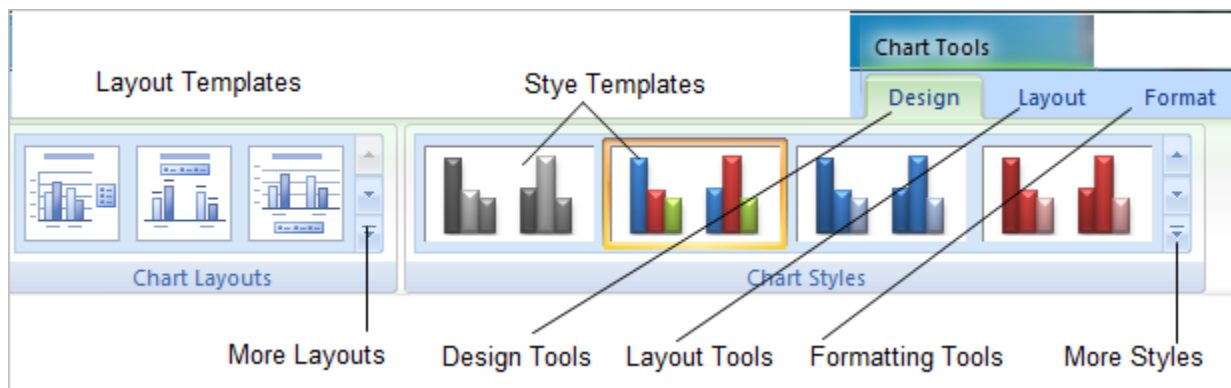 Chart Tools
Layout Templates
Stye Templates
Design Layout Format
Chart Layouts
Chart Styles
More Layouts Design Tools Layout Tools Formatting Tools More Styles